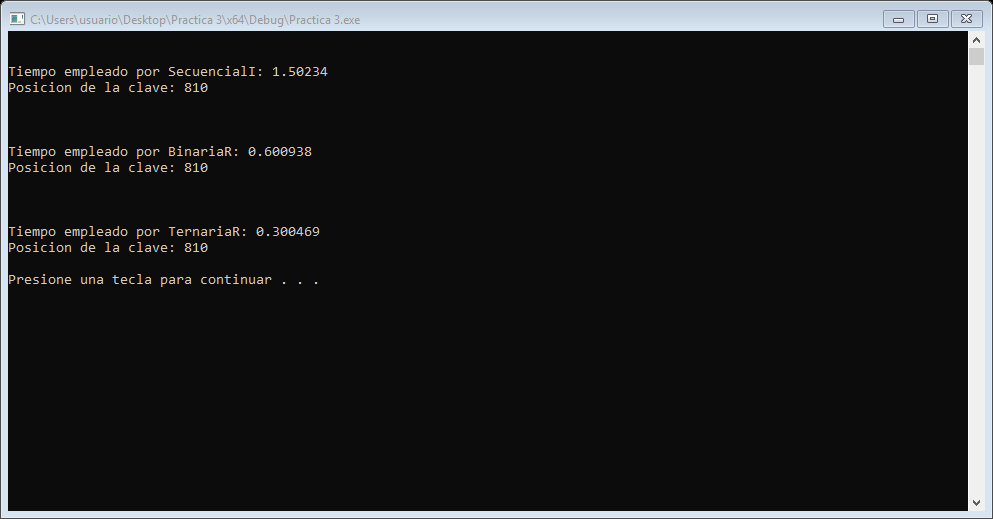 C:\Users\usuario\Desktop\Practica 3\x64\Debug\Practica 3.exe
Tiempo empleado por SecuencialI: 1.50234
Posicion de la clave: 810
Tiempo empleado por BinariaR: 0.600938
Posicion de la clave: 810
Tiempo empleado por TernariaR: 0.300469
Posicion de la clave: 810
Presione una tecla para continuar . . .